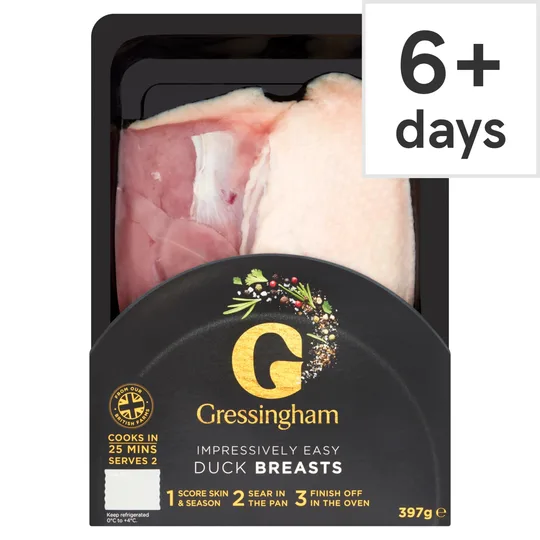 6+
days
G
Gressingham
FROM OUR
BRITISH FARMS
COOKS IN
25 MINS
SERVES 2
IMPRESSIVELY EASY
DUCK BREASTS
1 SCORE SKIN
& SEASON
2 SEAR IN
THE PAN
3 FINISH OFF
IN THE OVEN
Keep refrigerated
0°C to +4°C.
397g e